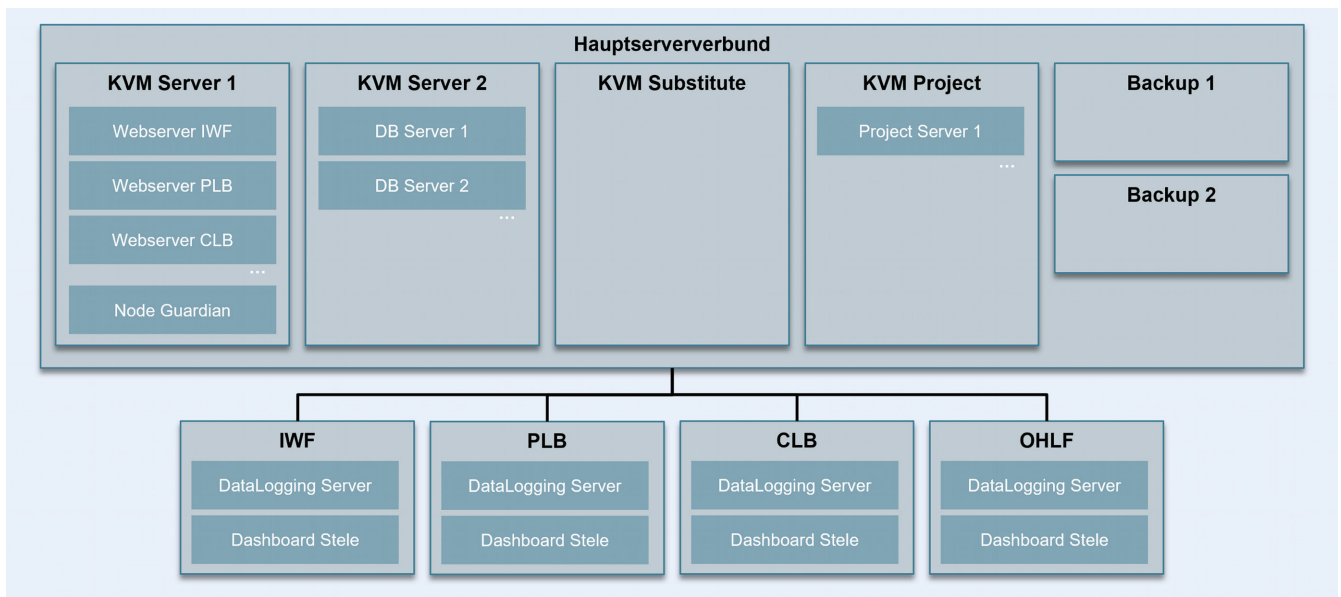 Hauptserververbund
KVM Server 1
Webserver IWF
Webserver PLB
Webserver CLB
...
Node Guardian
KVM Server 2
DB Server 1
DB Server 2
...
KVM Substitute
KVM Project
Project Server 1
...
Backup 1
Backup 2
IWF
DataLogging Server
Dashboard Stele
PLB
DataLogging Server
Dashboard Stele
CLB
DataLogging Server
Dashboard Stele
OHLF
DataLogging Server
Dashboard Stele